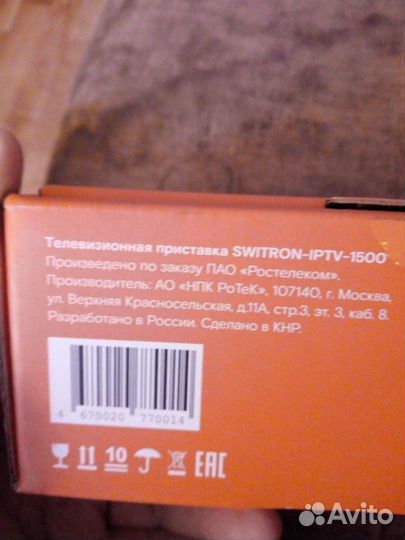 Телевизионная приставка SWITRON-IPTV-1500
Произведено по заказу ПАО «Ростелеком».
Производитель: АО «НПК РоТеК», 107140, г. Москва,
ул. Верхняя Красносельская, д.11А, стр.3, эт. 3, каб. 8.
Разработано в России. Сделано в КНР.
4 670020 770014
10 EAC
Avito